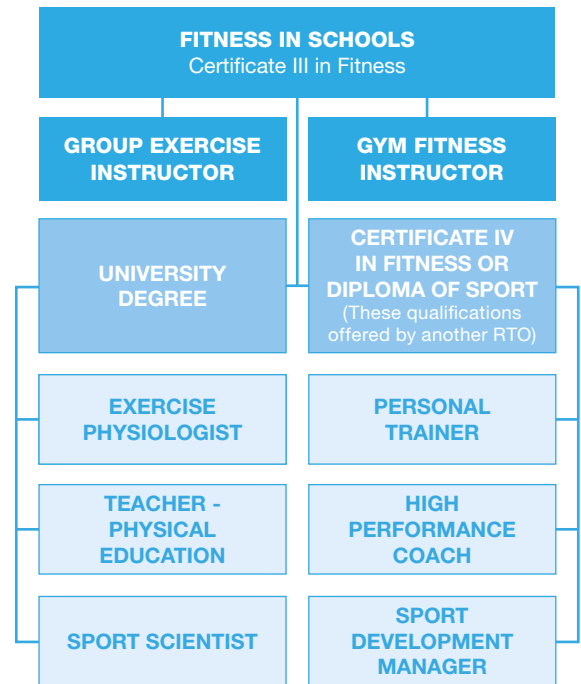 FITNESS IN SCHOOLS
Certificate III in Fitness
GROUP EXERCISE
INSTRUCTOR
GYM FITNESS
INSTRUCTOR
UNIVERSITY
DEGREE
CERTIFICATE IV
IN FITNESS OR
DIPLOMA OF SPORT
(These qualifications
offered by another RTO)
EXERCISE
PHYSIOLOGIST
PERSONAL
TRAINER
TEACHER -
PHYSICAL
EDUCATION
HIGH
PERFORMANCE
COACH
SPORT SCIENTIST
SPORT
DEVELOPMENT
MANAGER